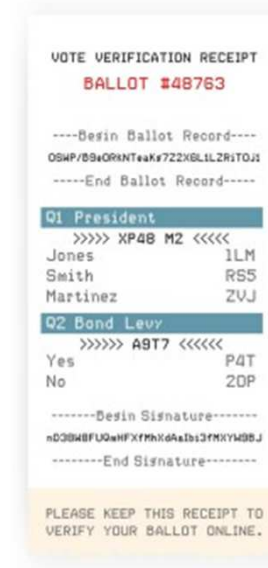 VOTE VERIFICATION RECEIPT
BALLOT #48763
----Begin Ballot Record----
-----End Ballot Record-----
Q1 President
>>>>> XP48 M2 <<<<<
Jones 1LM
Smith RS5
Martinez ZVJ
Q2 Bond Levy
>>>>>> A9T7 <<<<<<
Yes P4T
No 2DP
-------Begin Signature-------
--------End Signature--------
PLEASE KEEP THIS RECEIPT TO
VERIFY YOUR BALLOT ONLINE.